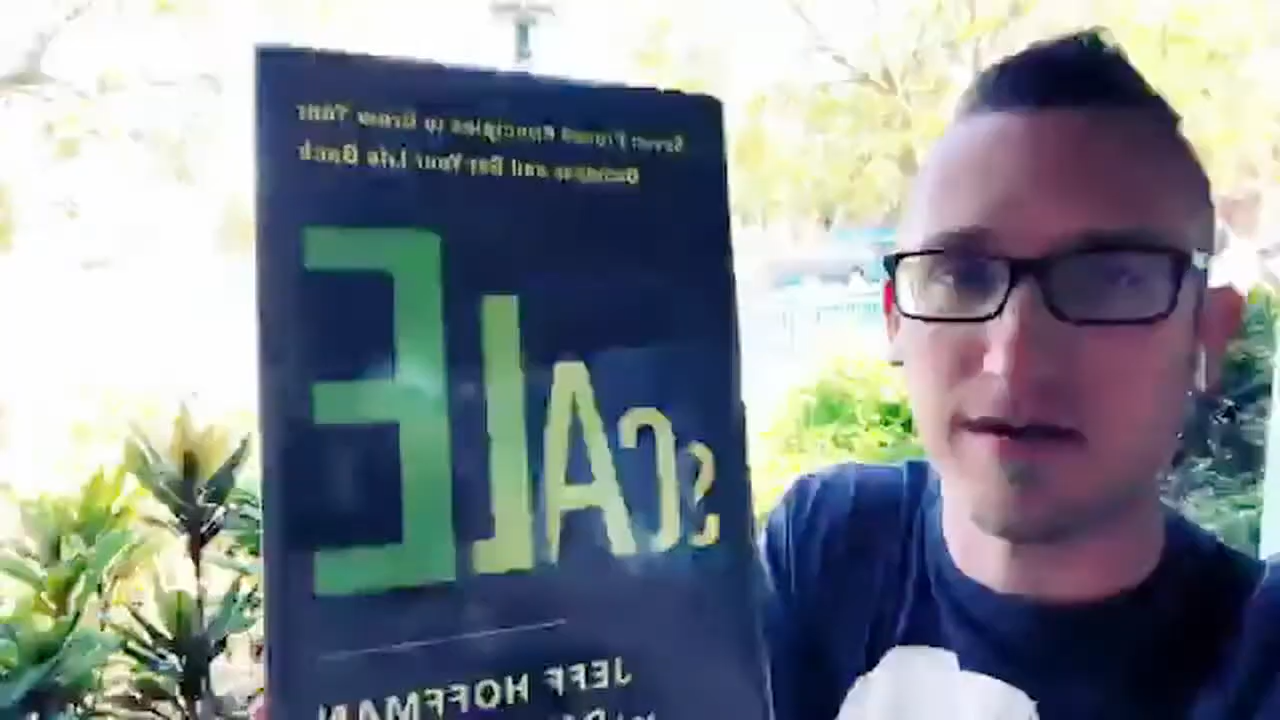 Seven Proven Principles to Grow Your
Business and Get Your Life Back
SCALE
JEFF HOFFMAN